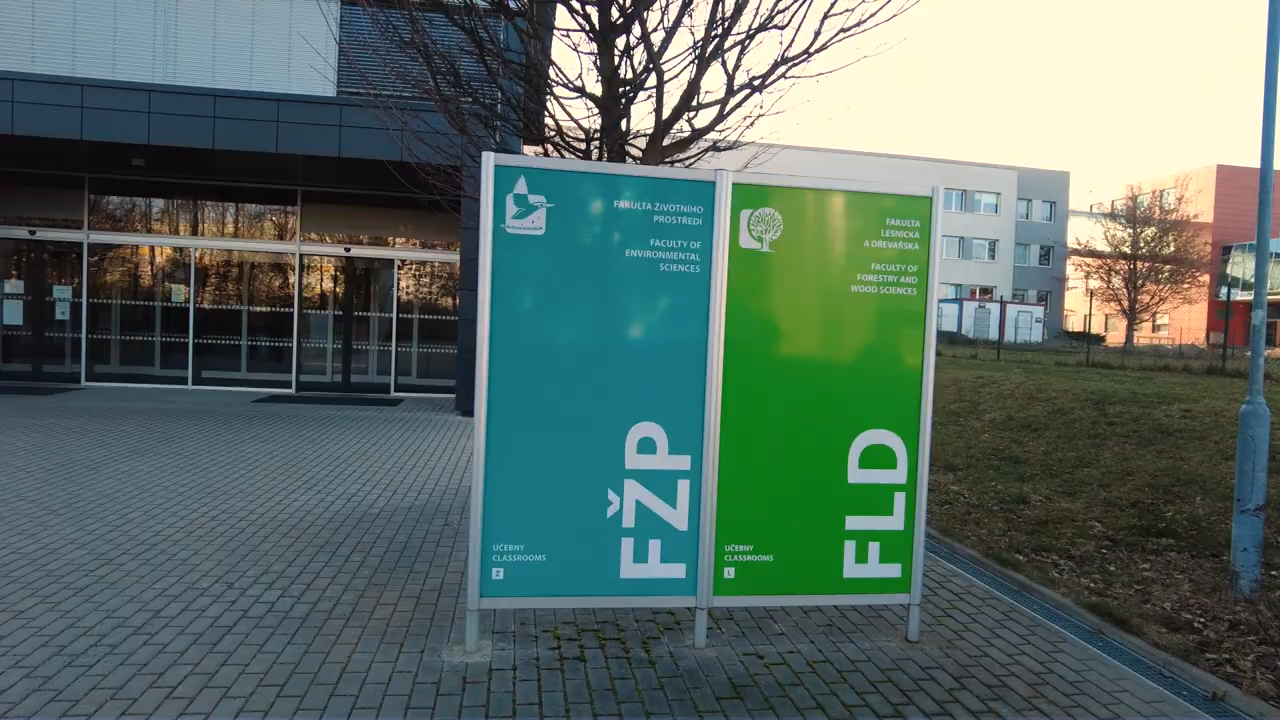 FAKULTA ŽIVOTNÍHO
PROSTŘEDÍ
FACULTY OF
ENVIRONMENTAL
SCIENCES
FŽP
UČEBNY
CLASSROOMS
Z
FAKULTA
LESNICKÁ
A DŘEVAŘSKÁ
FACULTY OF
FORESTRY AND
WOOD SCIENCES
FLD
UČEBNY
CLASSROOMS
L